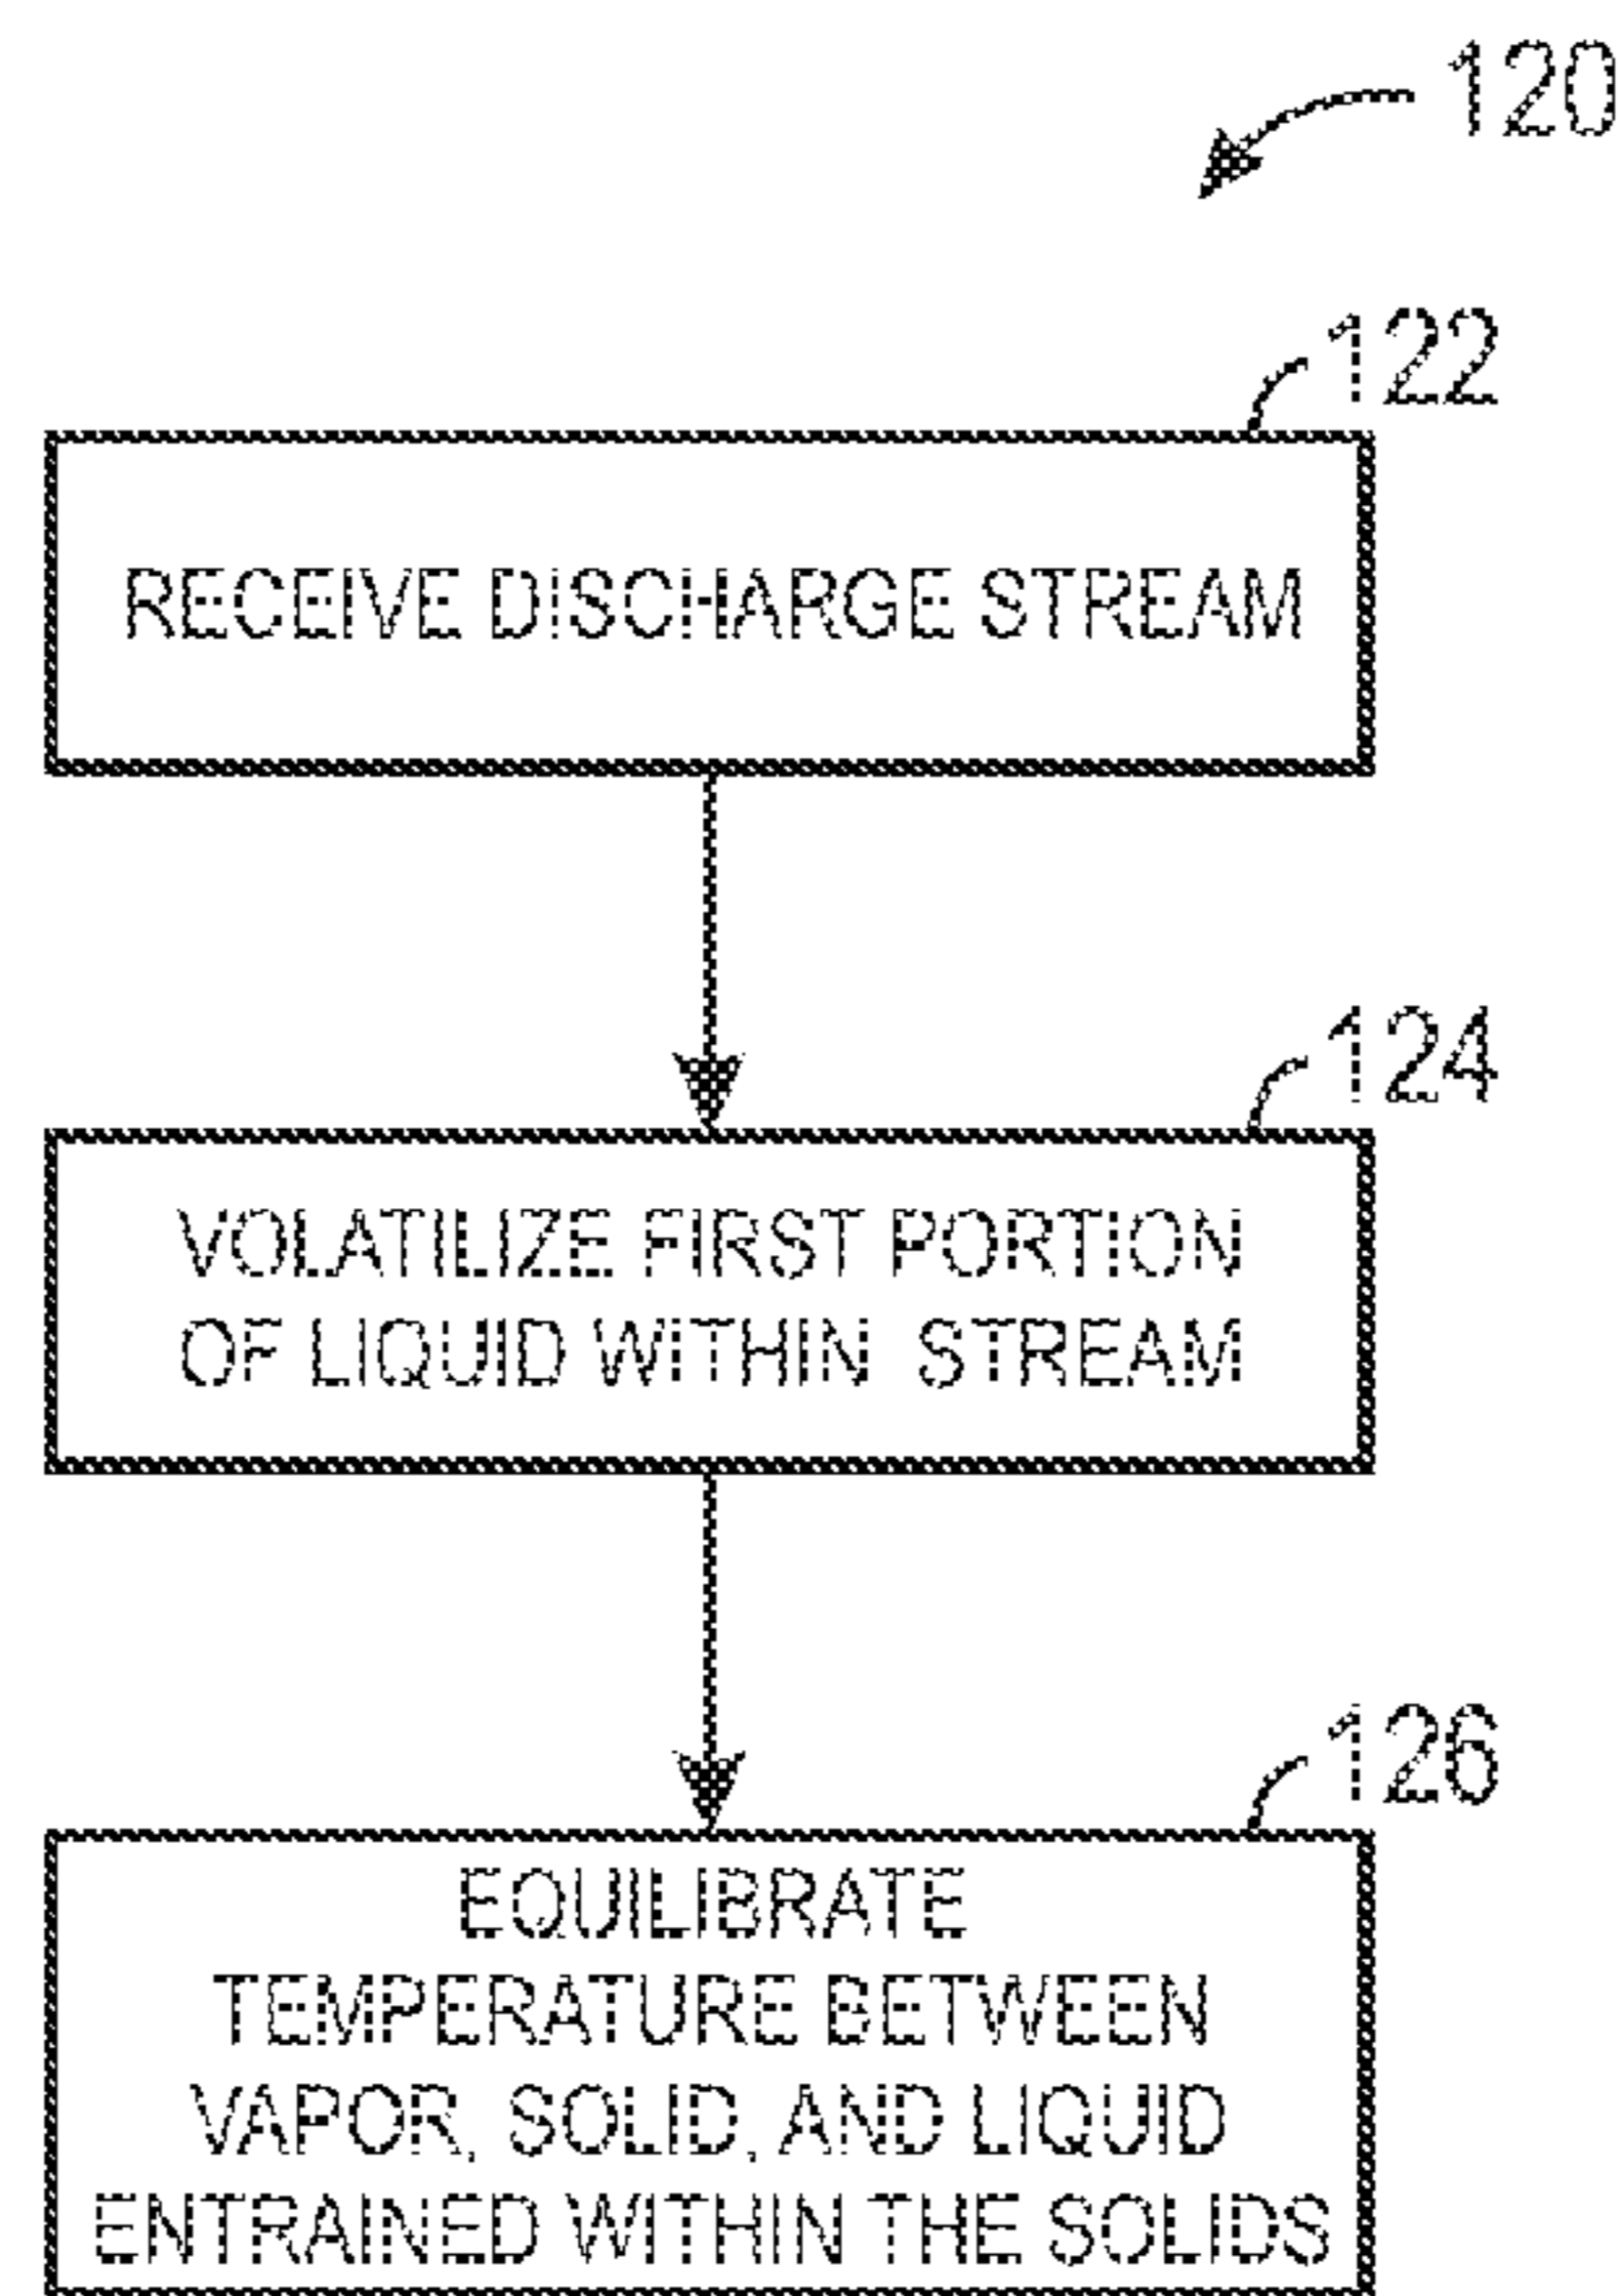 120
122
RECEIVE DISCHARGE STREAM
124
VOLATILIZE FIRST PORTION
OF LIQUID WITHIN STREAM
126
EQUILIBRATE
TEMPERATURE BETWEEN
VAPOR, SOLID, AND LIQUID
ENTRAINED WITHIN THE SOLIDS